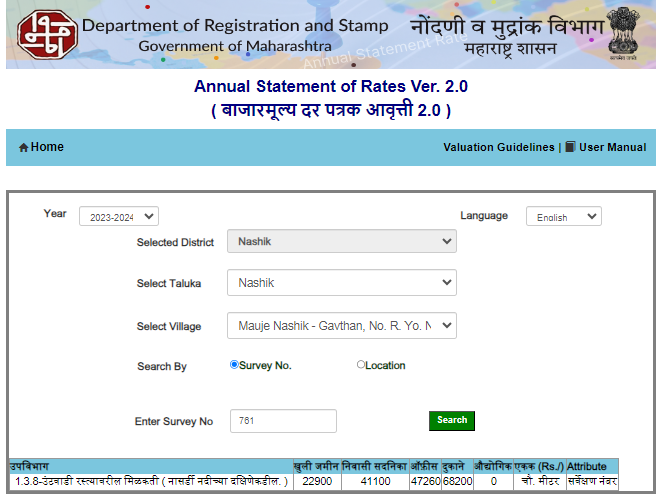 Department of Registration and Stamp
Government of Maharashtra
नोंदणी व मुद्रांक विभाग
महाराष्ट्र शासन
Annual Statement Rate
Annual Statement of Rates Ver. 2.0
( बाजारमूल्य दर पत्रक आवृत्ती 2.0 )
Home
Valuation Guidelines | User Manual
Year 2023-2024 Language English
Selected District Nashik
Select Taluka Nashik
Select Village Mauje Nashik - Gavthan, No. R. Yo. N
Search By Survey No. Location
Enter Survey No 761 Search
उपविभाग खुली जमीन निवासी सदनिका ऑफ़ीस दुकाने औद्योगिक एकक (Rs./) Attribute
1.3.8-उंटवाडी रस्त्यावरील मिळकती ( नासर्डी नदीच्या दक्षिणेकडील. ) 22900 41100 47260 68200 0 चौ. मीटर सर्वेक्षण नंबर